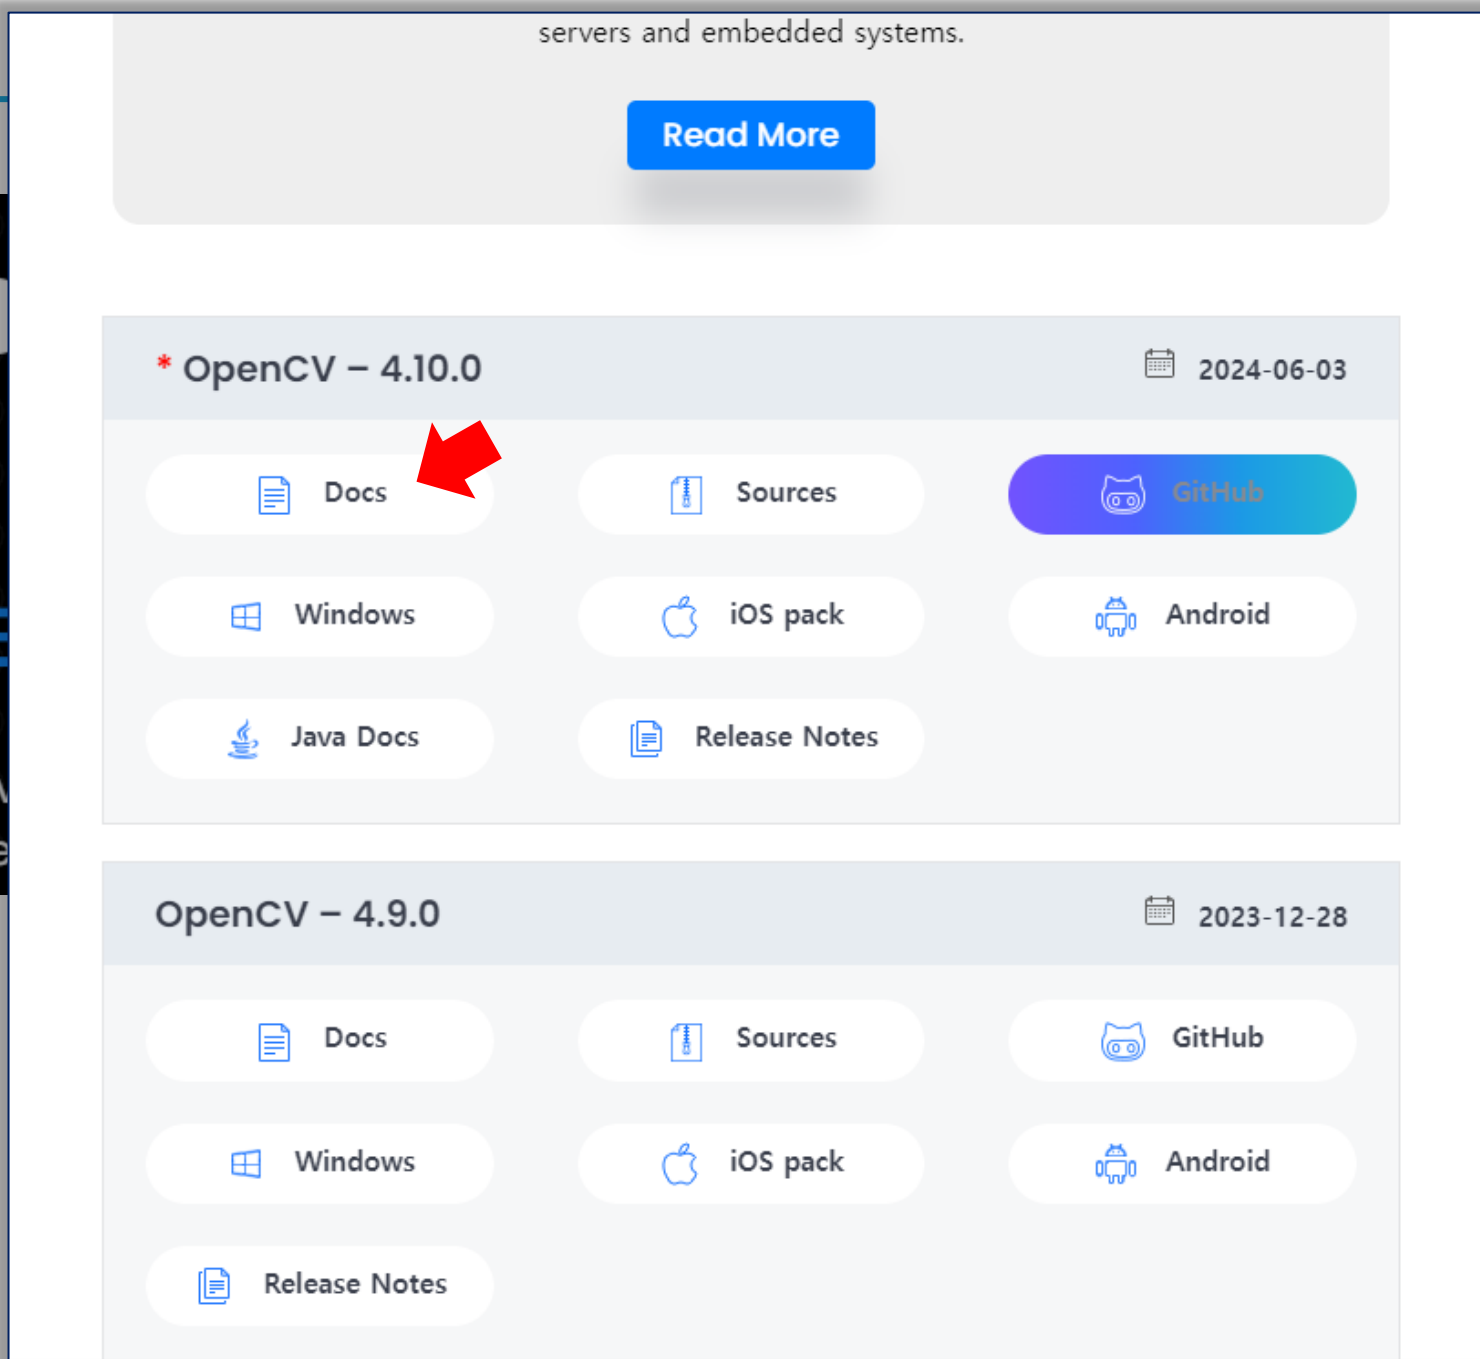 servers and embedded systems.
Read More
* OpenCV – 4.10.0
2024-06-03
Docs
Sources
GitHub
Windows
iOS pack
Android
Java Docs
Release Notes
OpenCV – 4.9.0
2023-12-28
Docs
Sources
GitHub
Windows
iOS pack
Android
Release Notes